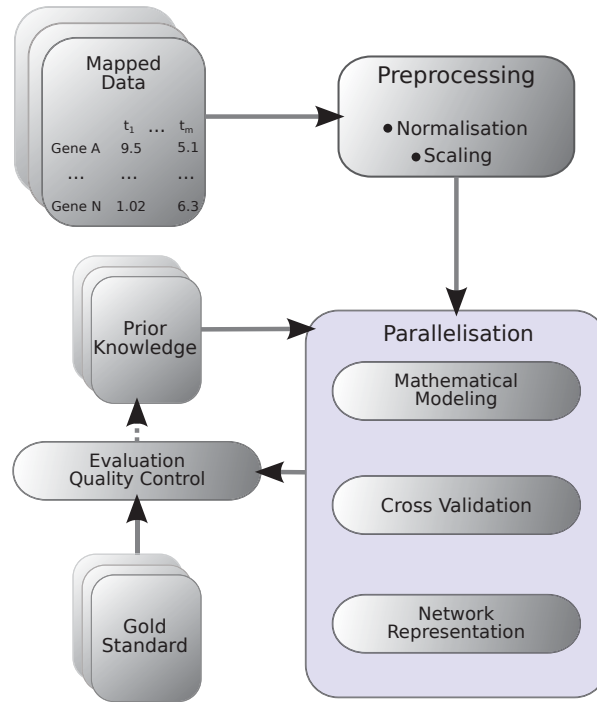 Mapped
Data
t1 ... tm
Gene A 9.5 5.1
... ... ...
Gene N 1.02 6.3
Preprocessing
• Normalisation
• Scaling
Prior
Knowledge
Parallelisation
Mathematical
Modeling
Evaluation
Quality Control
Cross Validation
Gold
Standard
Network
Representation